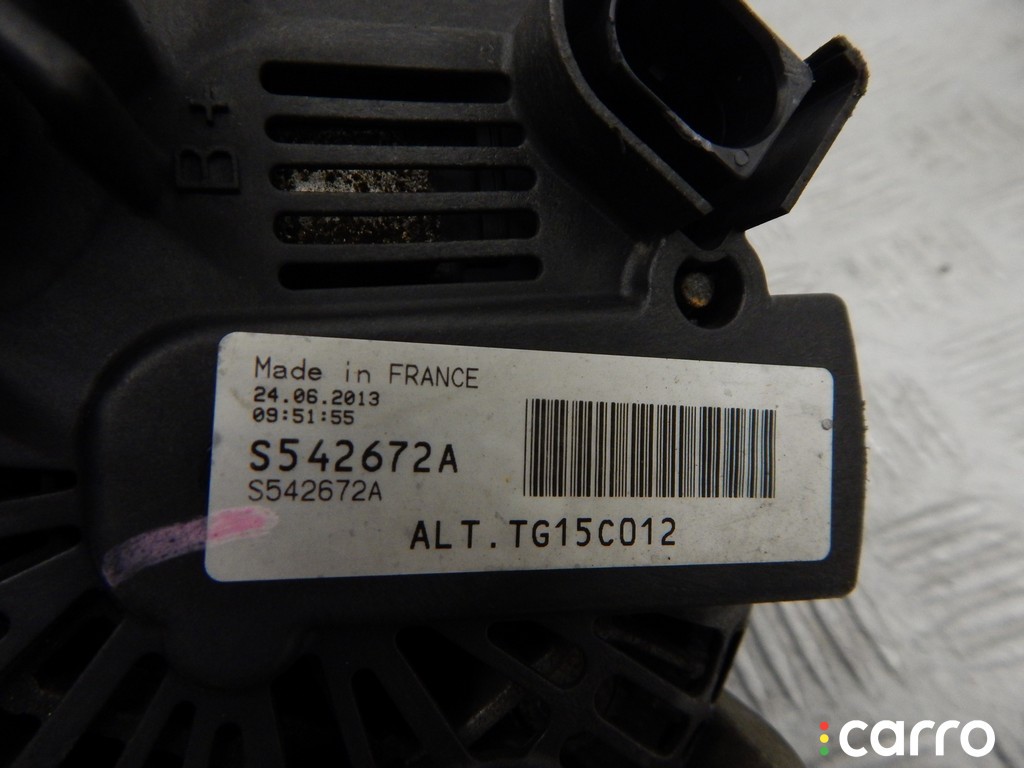 B+
Made in FRANCE
24.06.2013
09:51:55
S542672A
S542672A
ALT.TG15C012
carro